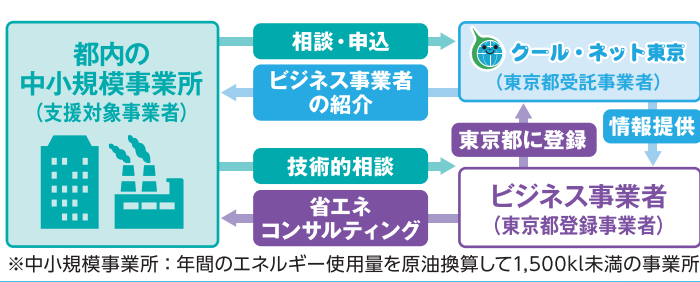 都内の
中小規模事業所
（支援対象事業者）
相談・申込
ビジネス事業者
の紹介
技術的相談
省エネ
コンサルティング
クール・ネット東京
（東京都受託事業者）
東京都に登録
情報提供
ビジネス事業者
（東京都登録事業者）
※中小規模事業所：年間のエネルギー使用量を原油換算して1,500kl未満の事業所